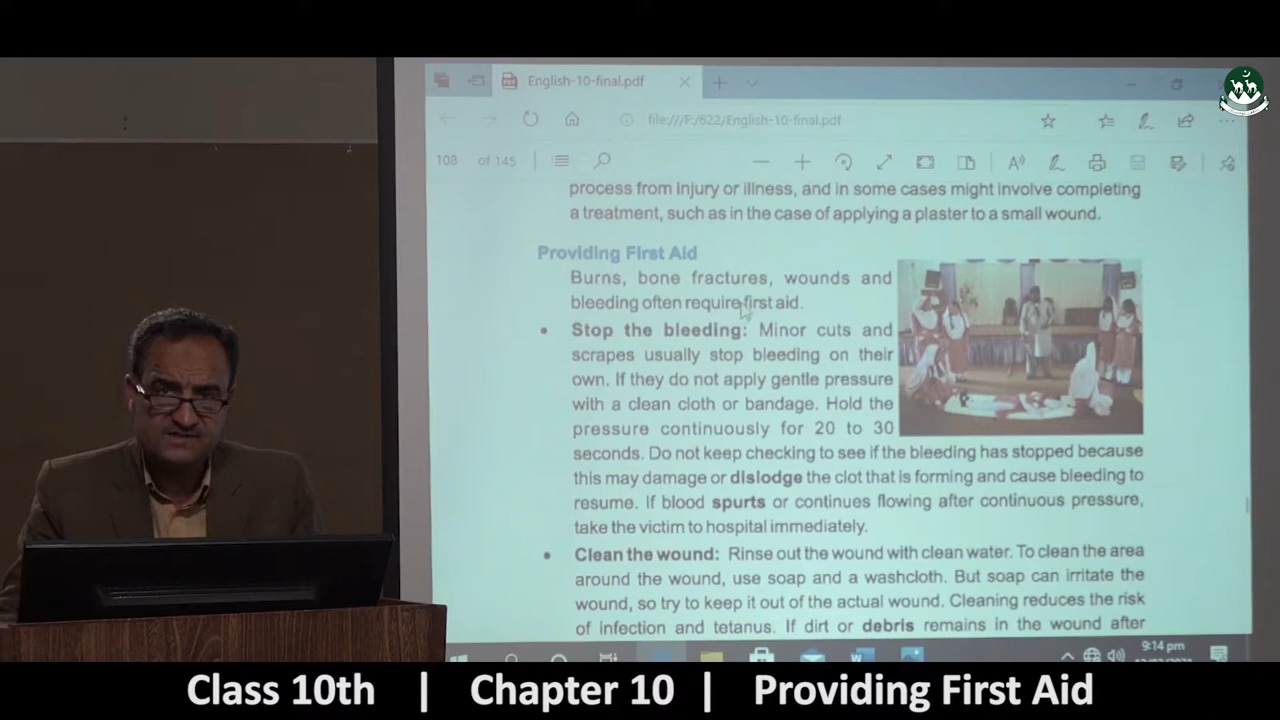 English-10-final.pdf
file:///F:/622/English-10-final.pdf
108 of 145
process from injury or illness, and in some cases might involve completing
a treatment, such as in the case of applying a plaster to a small wound.
Providing First Aid
Burns, bone fractures, wounds and
bleeding often require first aid.
• Stop the bleeding: Minor cuts and
scrapes usually stop bleeding on their
own. If they do not apply gentle pressure
with a clean cloth or bandage. Hold the
pressure continuously for 20 to 30
seconds. Do not keep checking to see if the bleeding has stopped because
this may damage or dislodge the clot that is forming and cause bleeding to
resume. If blood spurts or continues flowing after continuous pressure,
take the victim to hospital immediately.
• Clean the wound: Rinse out the wound with clean water. To clean the area
around the wound, use soap and a washcloth. But soap can irritate the
wound, so try to keep it out of the actual wound. Cleaning reduces the risk
of infection and tetanus. If dirt or debris remains in the wound after
9:14 pm
Class 10th | Chapter 10 | Providing First Aid